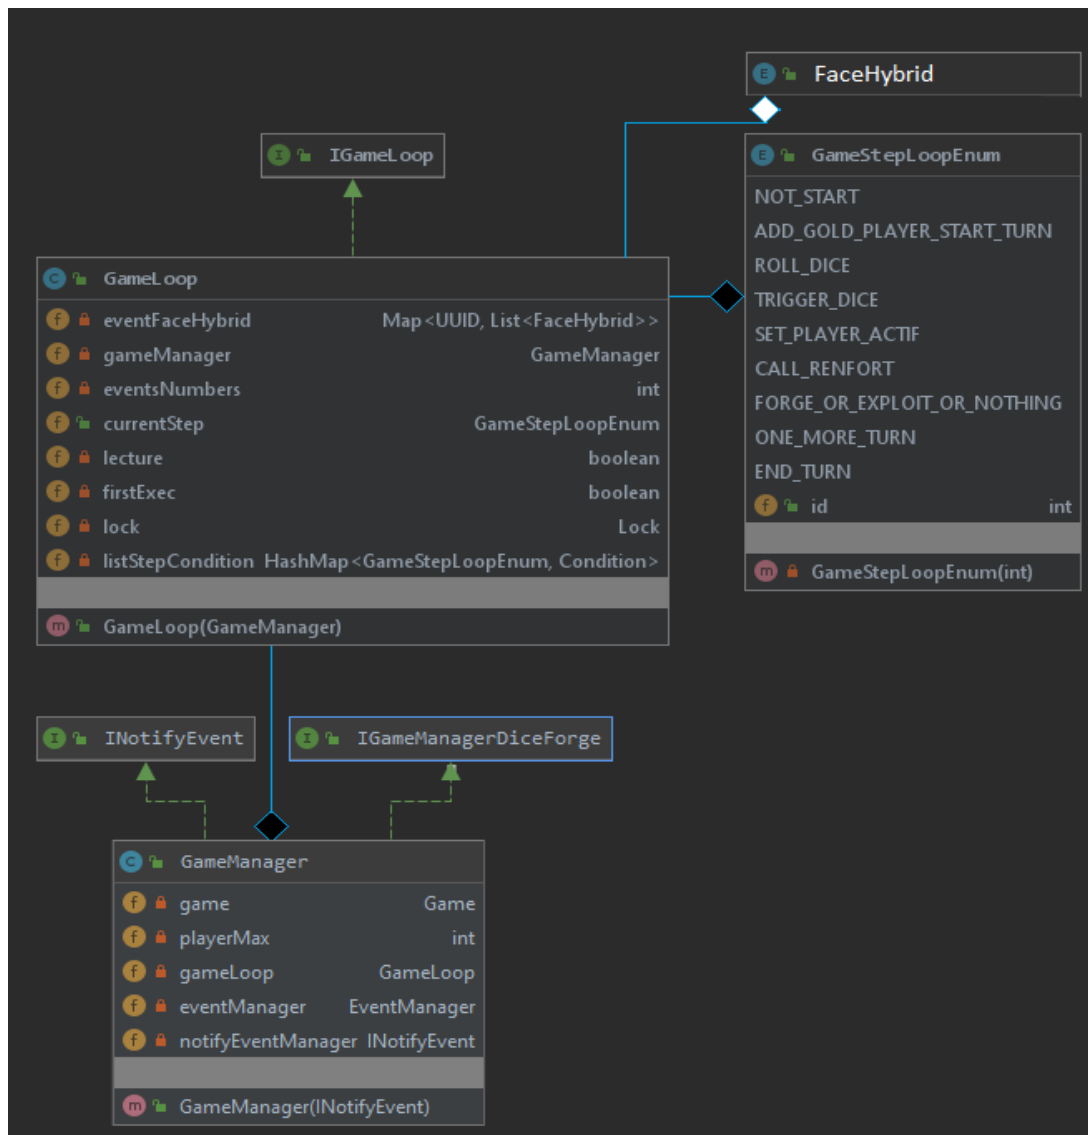 E FaceHybrid
I IGameLoop
E GameStepLoopEnum
NOT_START
ADD_GOLD_PLAYER_START_TURN
ROLL_DICE
TRIGGER_DICE
SET_PLAYER_ACTIF
CALL_RENFORT
FORGE_OR_EXPLOIT_OR_NOTHING
ONE_MORE_TURN
END_TURN
f id int
m GameStepLoopEnum(int)
C GameLoop
f eventFaceHybrid Map<UUID, List<FaceHybrid>>
f gameManager GameManager
f eventsNumbers int
f currentStep GameStepLoopEnum
f lecture boolean
f firstExec boolean
f lock Lock
f listStepCondition HashMap<GameStepLoopEnum, Condition>
m GameLoop(GameManager)
I INotifyEvent
I IGameManagerDiceForge
C GameManager
f game Game
f playerMax int
f gameLoop GameLoop
f eventManager EventManager
f notifyEventManager INotifyEvent
m GameManager(INotifyEvent)